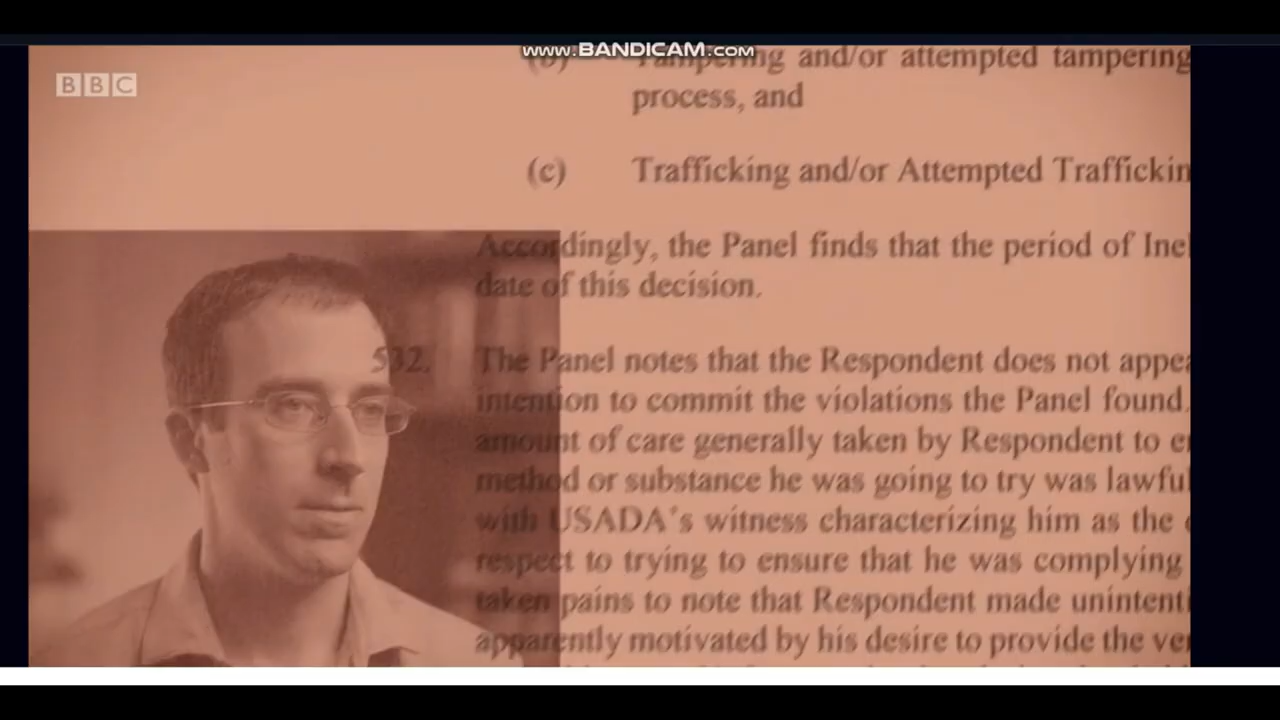 www.BANDICAM.com
BBC
(b) Tampering and/or attempted tampering
process, and
(c) Trafficking and/or Attempted Traffickin
Accordingly, the Panel finds that the period of Inel
date of this decision.
532. The Panel notes that the Respondent does not appea
intention to commit the violations the Panel found.
amount of care generally taken by Respondent to e
method or substance he was going to try was lawful
with USADA's witness characterizing him as the
respect to trying to ensure that he was complying
taken pains to note that Respondent made unintenti
apparently motivated by his desire to provide the ve